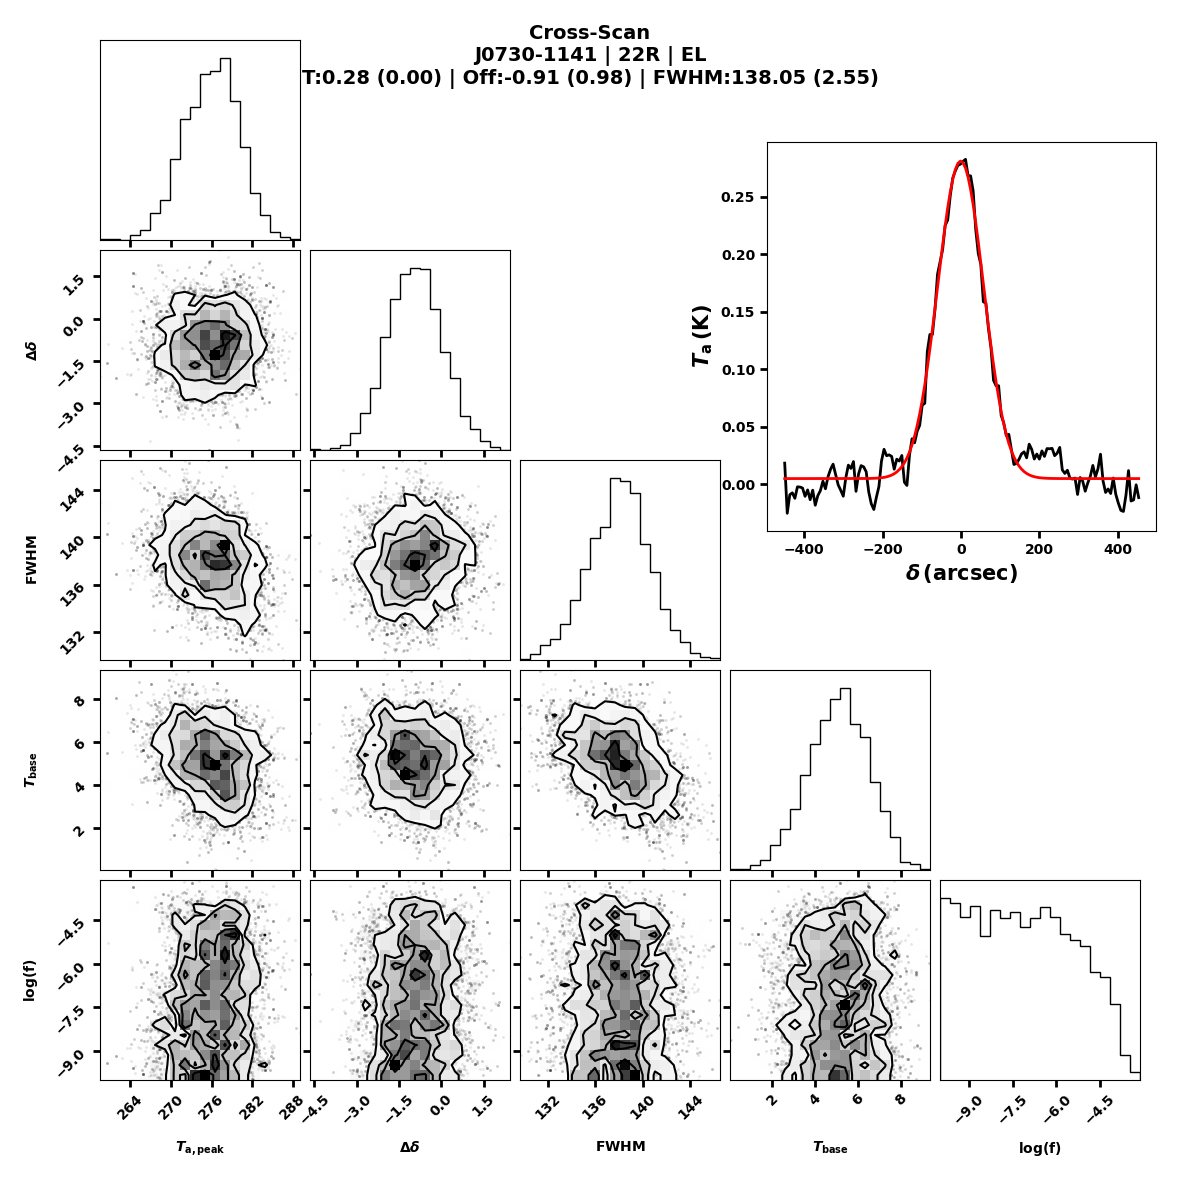 Cross-Scan
J0730-1141 | 22R | EL
T:0.28 (0.00) | Off:-0.91 (0.98) | FWHM:138.05 (2.55)
0.25
0.20
0.15
0.10
0.05
0.00
Ta (K)
−400 −200 0 200 400
δ (arcsec)
1.5
0.0
−1.5
−3.0
−4.5
Δδ
144
140
136
132
FWHM
8
6
4
2
Tbase
−4.5
−6.0
−7.5
−9.0
log(f)
264 270 276 282 288 −4.5 −3.0 −1.5 0.0 1.5 132 136 140 144 2 4 6 8 −9.0 −7.5 −6.0 −4.5
Ta, peak Δδ FWHM Tbase log(f)